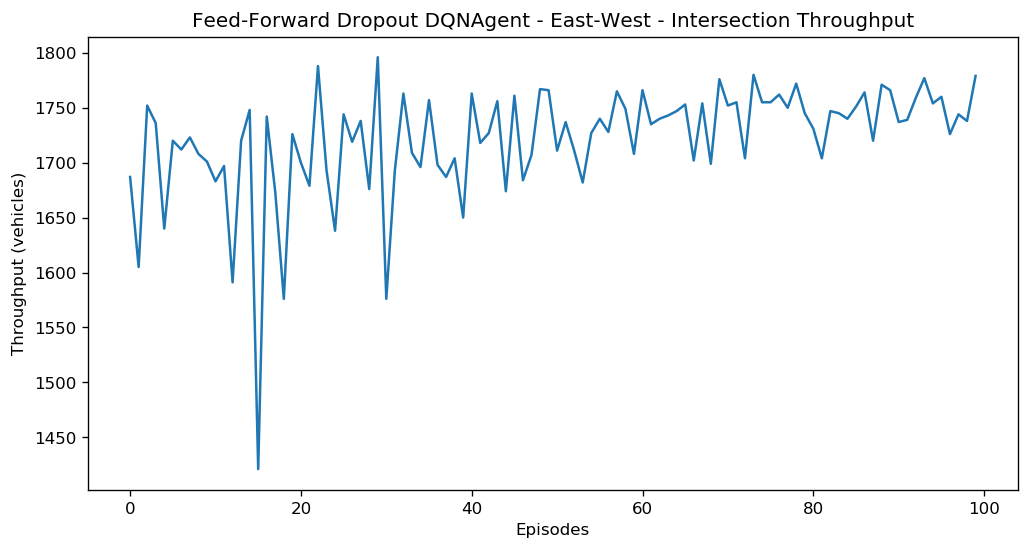 Feed-Forward Dropout DQNAgent - East-West - Intersection Throughput
Throughput (vehicles)
1800
1750
1700
1650
1600
1550
1500
1450
0 20 40 60 80 100
Episodes